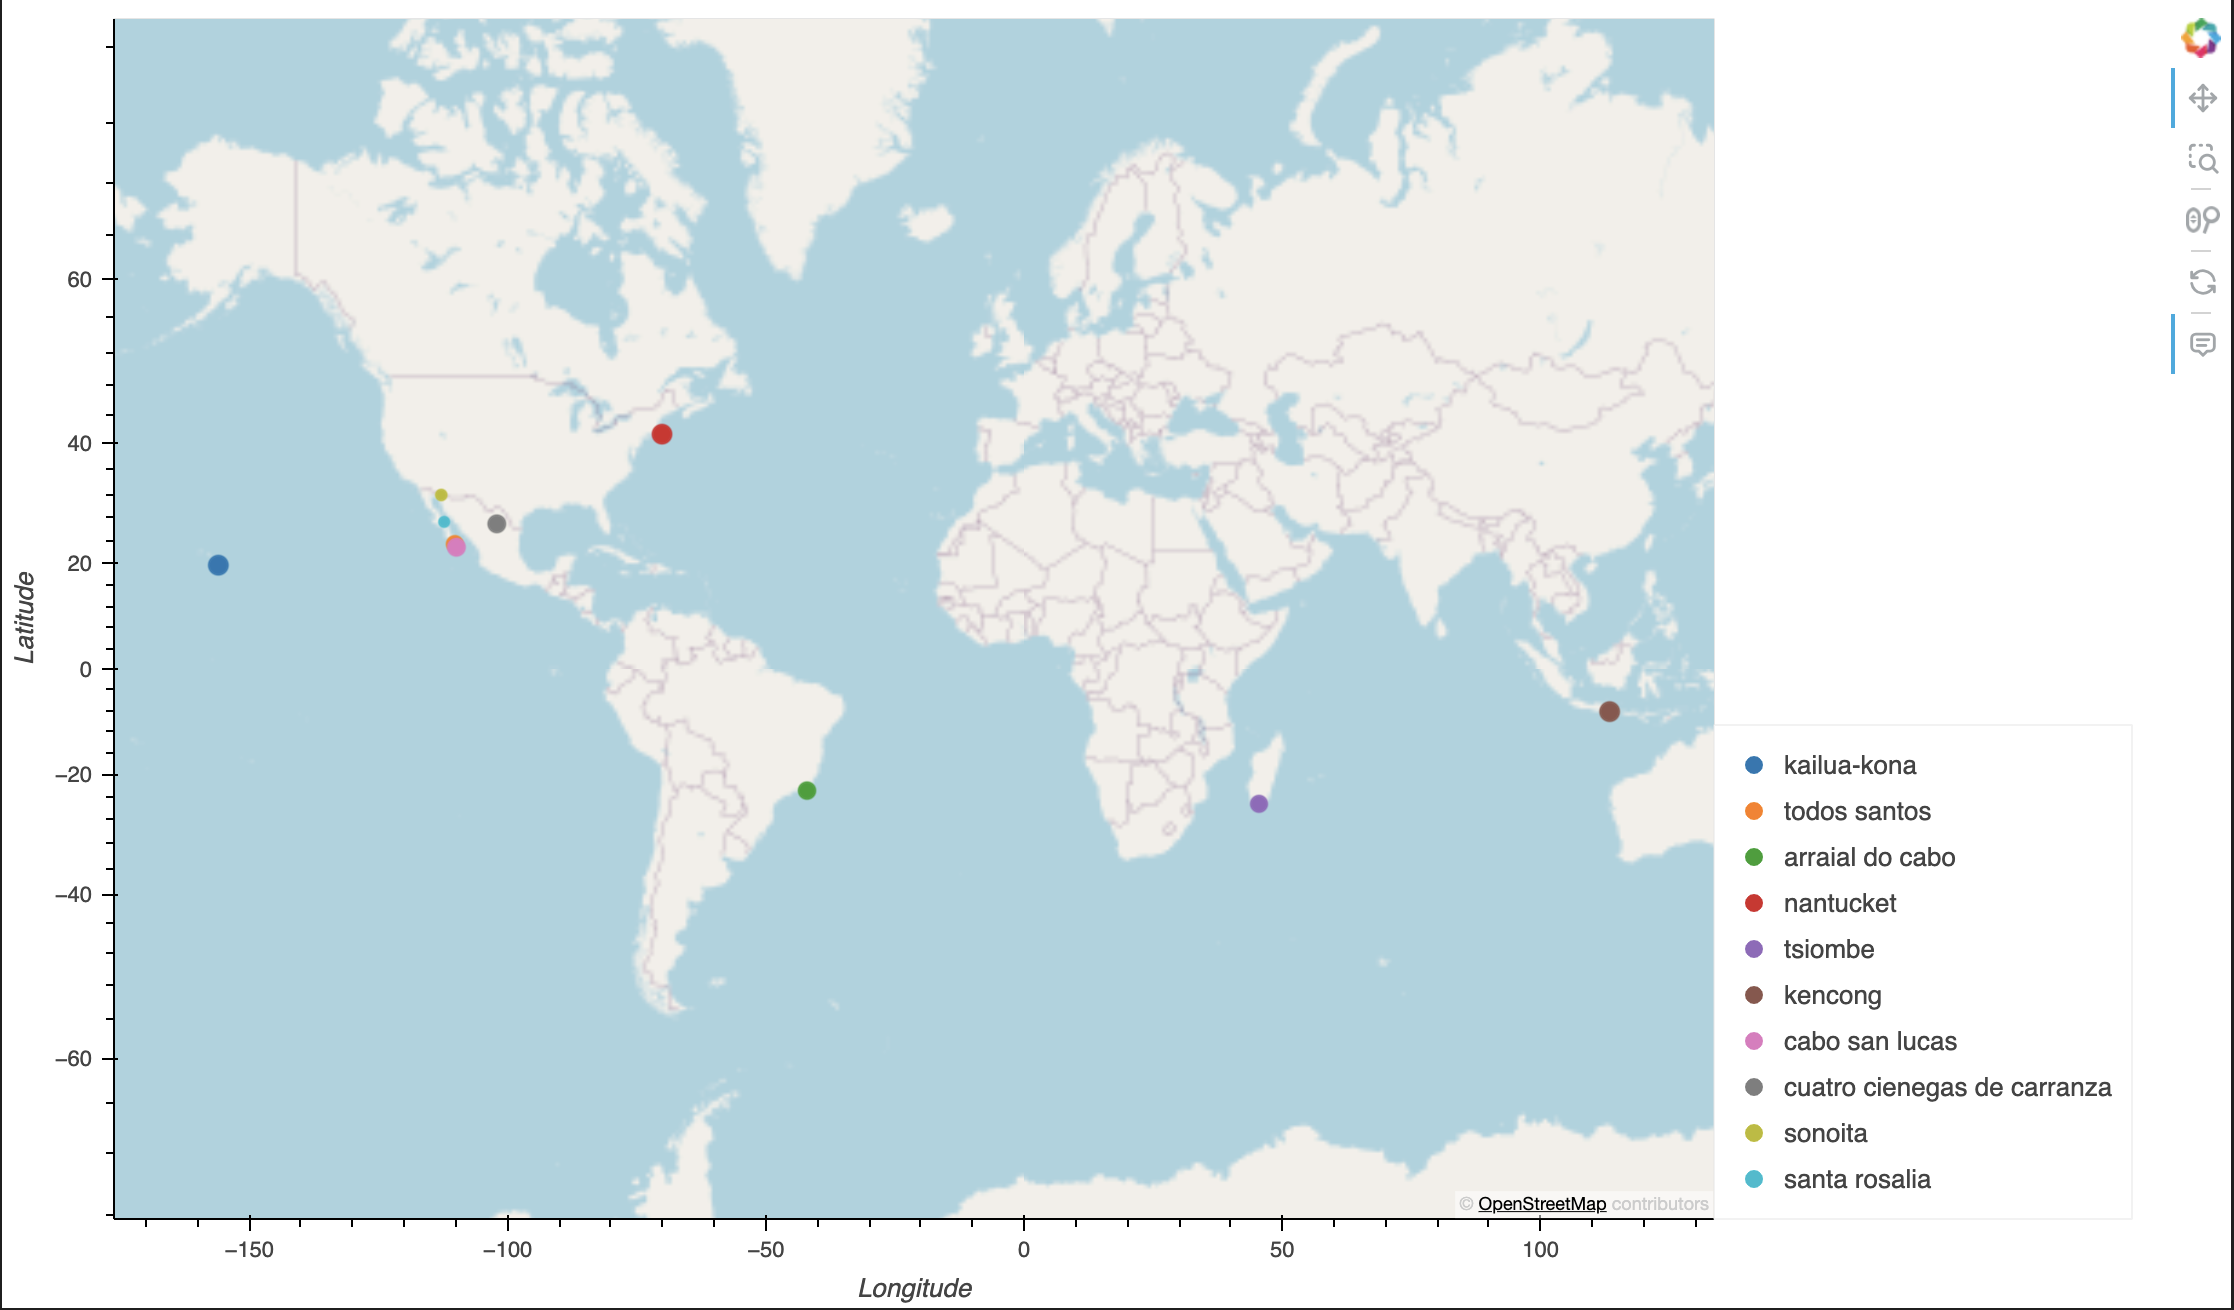 60
40
20
0
−20
−40
−60
Latitude
−150
−100
−50
0
50
100
Longitude
© OpenStreetMap contributors
kailua-kona
todos santos
arraial do cabo
nantucket
tsiombe
kencong
cabo san lucas
cuatro cienegas de carranza
sonoita
santa rosalia